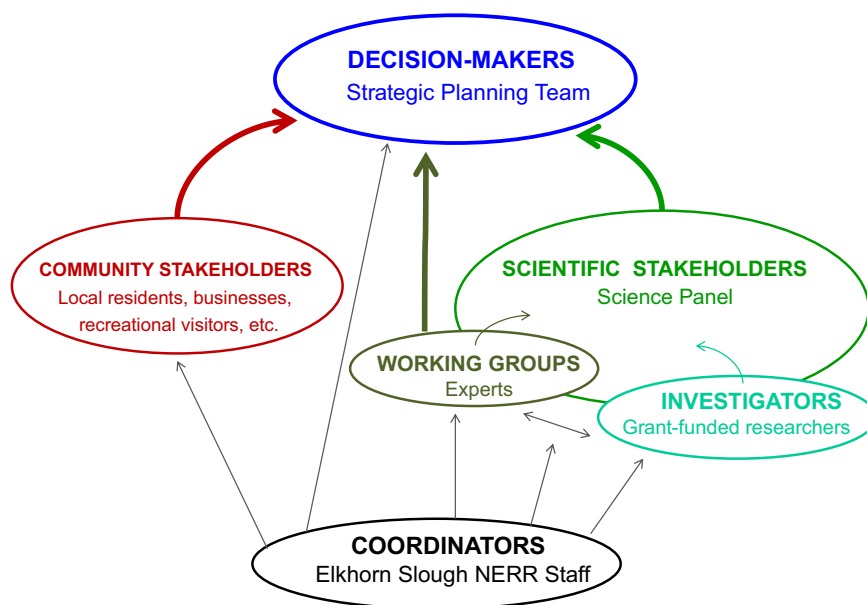 DECISION-MAKERS
Strategic Planning Team
COMMUNITY STAKEHOLDERS
Local residents, businesses,
recreational visitors, etc.
SCIENTIFIC STAKEHOLDERS
Science Panel
WORKING GROUPS
Experts
INVESTIGATORS
Grant-funded researchers
COORDINATORS
Elkhorn Slough NERR Staff